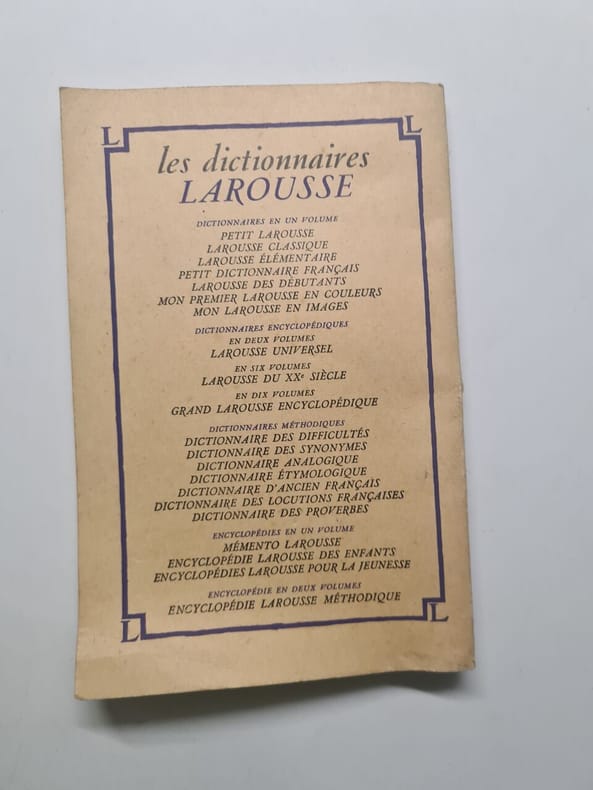 L L
les dictionnaires
LAROUSSE
DICTIONNAIRES EN UN VOLUME
PETIT LAROUSSE
LAROUSSE CLASSIQUE
LAROUSSE ÉLÉMENTAIRE
PETIT DICTIONNAIRE FRANÇAIS
LAROUSSE DES DÉBUTANTS
MON PREMIER LAROUSSE EN COULEURS
MON LAROUSSE EN IMAGES
DICTIONNAIRES ENCYCLOPÉDIQUES
EN DEUX VOLUMES
LAROUSSE UNIVERSEL
EN SIX VOLUMES
LAROUSSE DU XXe SIÈCLE
EN DIX VOLUMES
GRAND LAROUSSE ENCYCLOPÉDIQUE
DICTIONNAIRES MÉTHODIQUES
DICTIONNAIRE DES DIFFICULTÉS
DICTIONNAIRE DES SYNONYMES
DICTIONNAIRE ANALOGIQUE
DICTIONNAIRE ÉTYMOLOGIQUE
DICTIONNAIRE D'ANCIEN FRANÇAIS
DICTIONNAIRE DES LOCUTIONS FRANÇAISES
DICTIONNAIRE DES PROVERBES
ENCYCLOPÉDIES EN UN VOLUME
MÉMENTO LAROUSSE
ENCYCLOPÉDIE LAROUSSE DES ENFANTS
ENCYCLOPÉDIES LAROUSSE POUR LA JEUNESSE
ENCYCLOPÉDIE EN DEUX VOLUMES
ENCYCLOPÉDIE LAROUSSE MÉTHODIQUE
L L